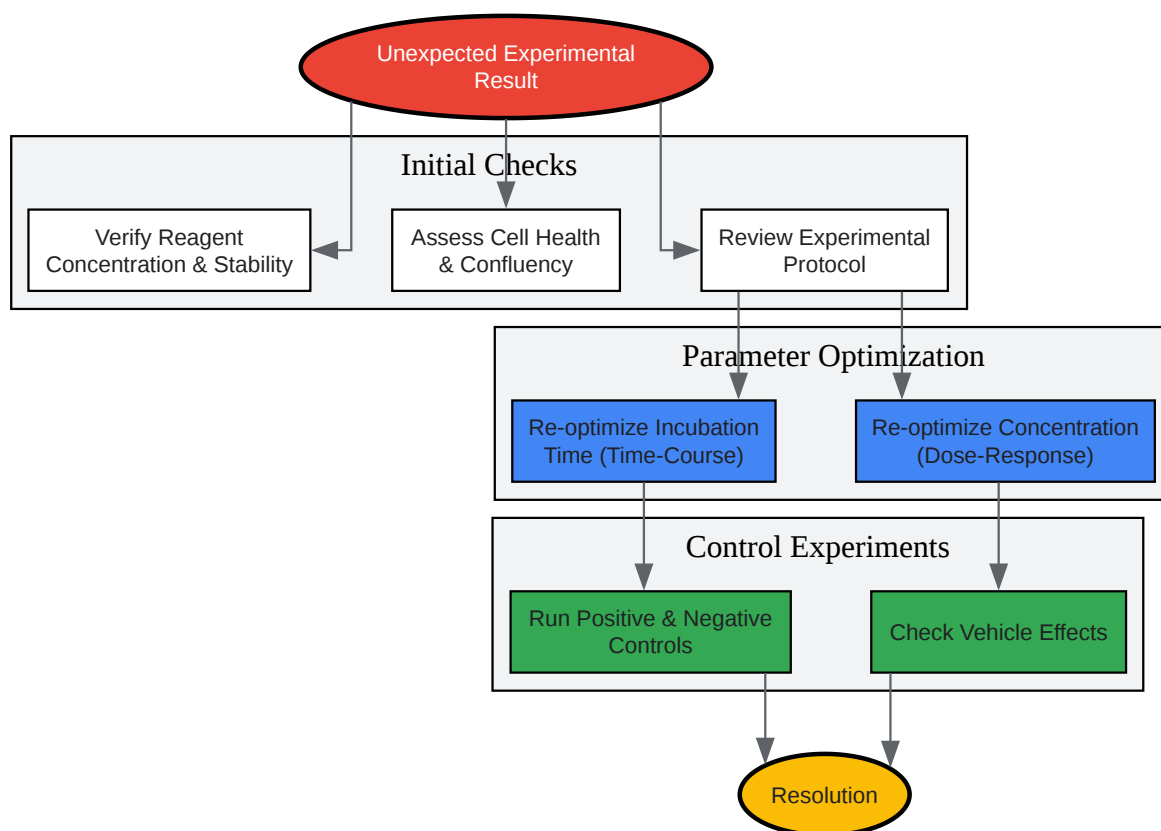 Unexpected Experimental
Result
Initial Checks
Verify Reagent
Concentration & Stability
Assess Cell Health
& Confluency
Review Experimental
Protocol
Parameter Optimization
Re-optimize Incubation
Time (Time-Course)
Re-optimize Concentration
(Dose-Response)
Control Experiments
Run Positive & Negative
Controls
Check Vehicle Effects
Resolution